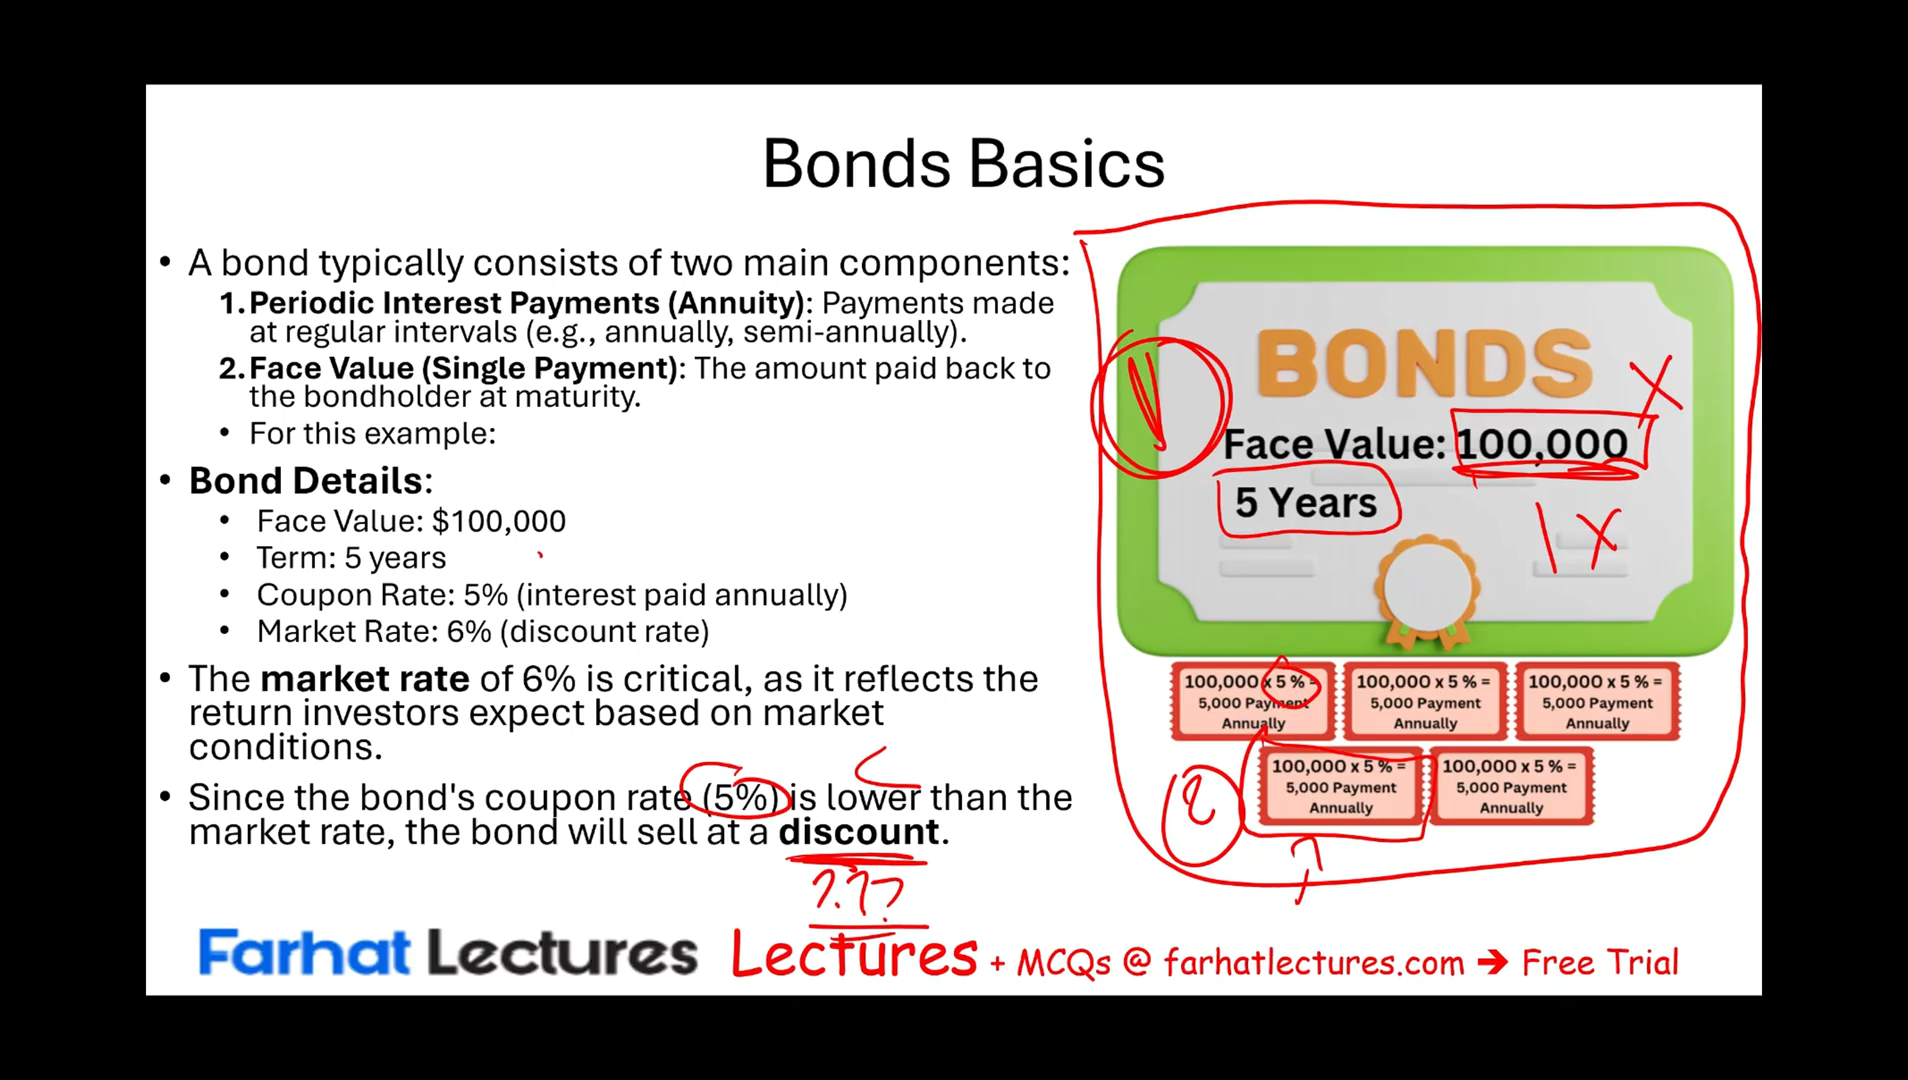 Bonds Basics
• A bond typically consists of two main components:
1. Periodic Interest Payments (Annuity): Payments made
at regular intervals (e.g., annually, semi-annually).
2. Face Value (Single Payment): The amount paid back to
the bondholder at maturity.
• For this example:
• Bond Details:
• Face Value: $100,000
• Term: 5 years
• Coupon Rate: 5% (interest paid annually)
• Market Rate: 6% (discount rate)
• The market rate of 6% is critical, as it reflects the
return investors expect based on market
conditions.
• Since the bond's coupon rate (5%) is lower than the
market rate, the bond will sell at a discount.
???
BONDS
Face Value: 100,000
5 Years
1 X
X
1
100,000 x 5 % =
5,000 Payment
Annually
100,000 x 5 % =
5,000 Payment
Annually
100,000 x 5 % =
5,000 Payment
Annually
2
100,000 x 5 % =
5,000 Payment
Annually
100,000 x 5 % =
5,000 Payment
Annually
Farhat Lectures
Lectures + MCQs @ farhatlectures.com → Free Trial